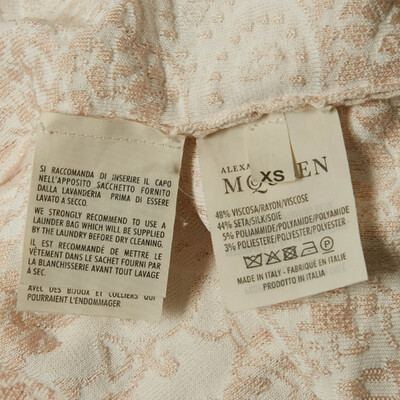 SI RACCOMANDA DI INSERIRE IL CAPO
NELL'APPOSITO SACCHETTO FORNITO
DALLA LAVANDERIA PRIMA DI ESSERE
LAVATO A SECCO.
WE STRONGLY RECOMMEND TO USE A
LAUNDER BAG WHICH WILL BE SUPPLIED
BY THE LAUNDRY BEFORE DRY CLEANING.
IL EST RECOMMANDÉ DE METTRE LE
VÊTEMENT DANS LE SACHET FOURNI PAR
LA BLANCHISSERIE AVANT TOUT LAVAGE
À SEC.
AVEC DES BIJOUX ET COLLIERS QUI
POURRAIENT L'ENDOMMAGER.
XS
48% VISCOSA/RAYON/VISCOSE
44% SETA/SILK/SOIE
5% POLIAMMIDE/POLYAMIDE/POLYAMIDE
3% POLIESTERE/POLYESTER/POLYESTER
MADE IN ITALY - FABRIQUÉ EN ITALIE
PRODOTTO IN ITALIA